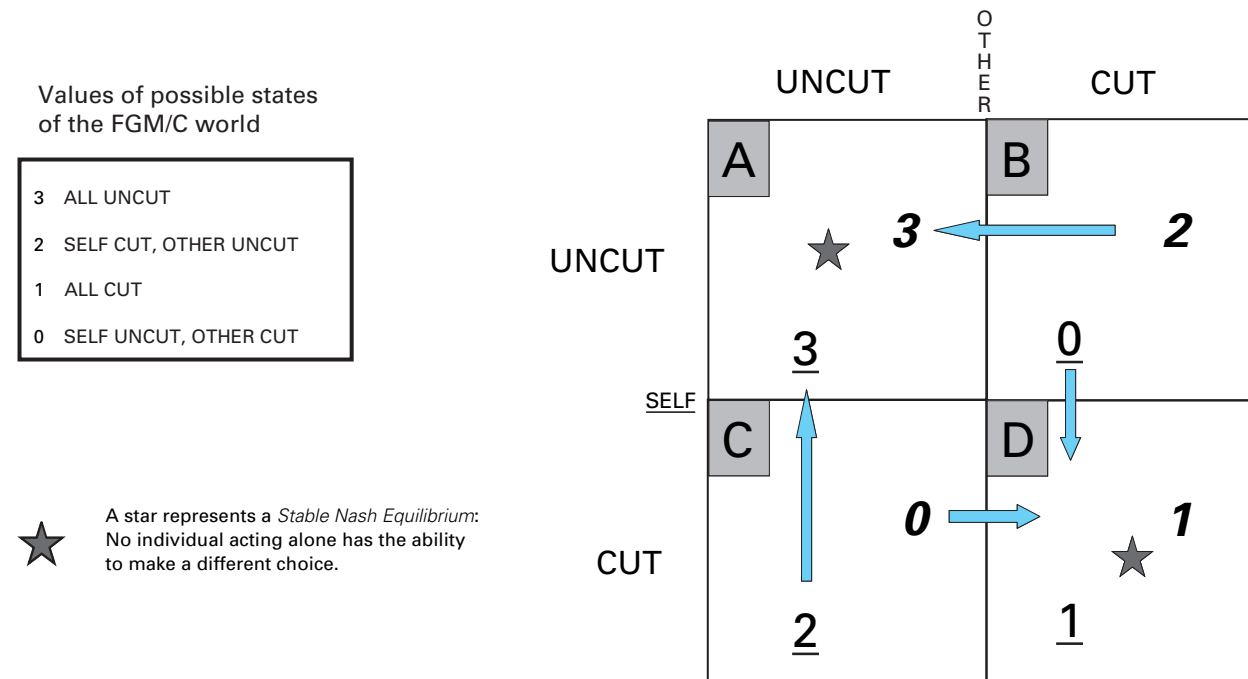 Values of possible states
of the FGM/C world
3 ALL UNCUT
2 SELF CUT, OTHER UNCUT
1 ALL CUT
0 SELF UNCUT, OTHER CUT
A star represents a Stable Nash Equilibrium:
No individual acting alone has the ability
to make a different choice.
OTHER
UNCUT
CUT
A
B
3
2
UNCUT
3
0
SELF
C
D
0
1
CUT
2
1